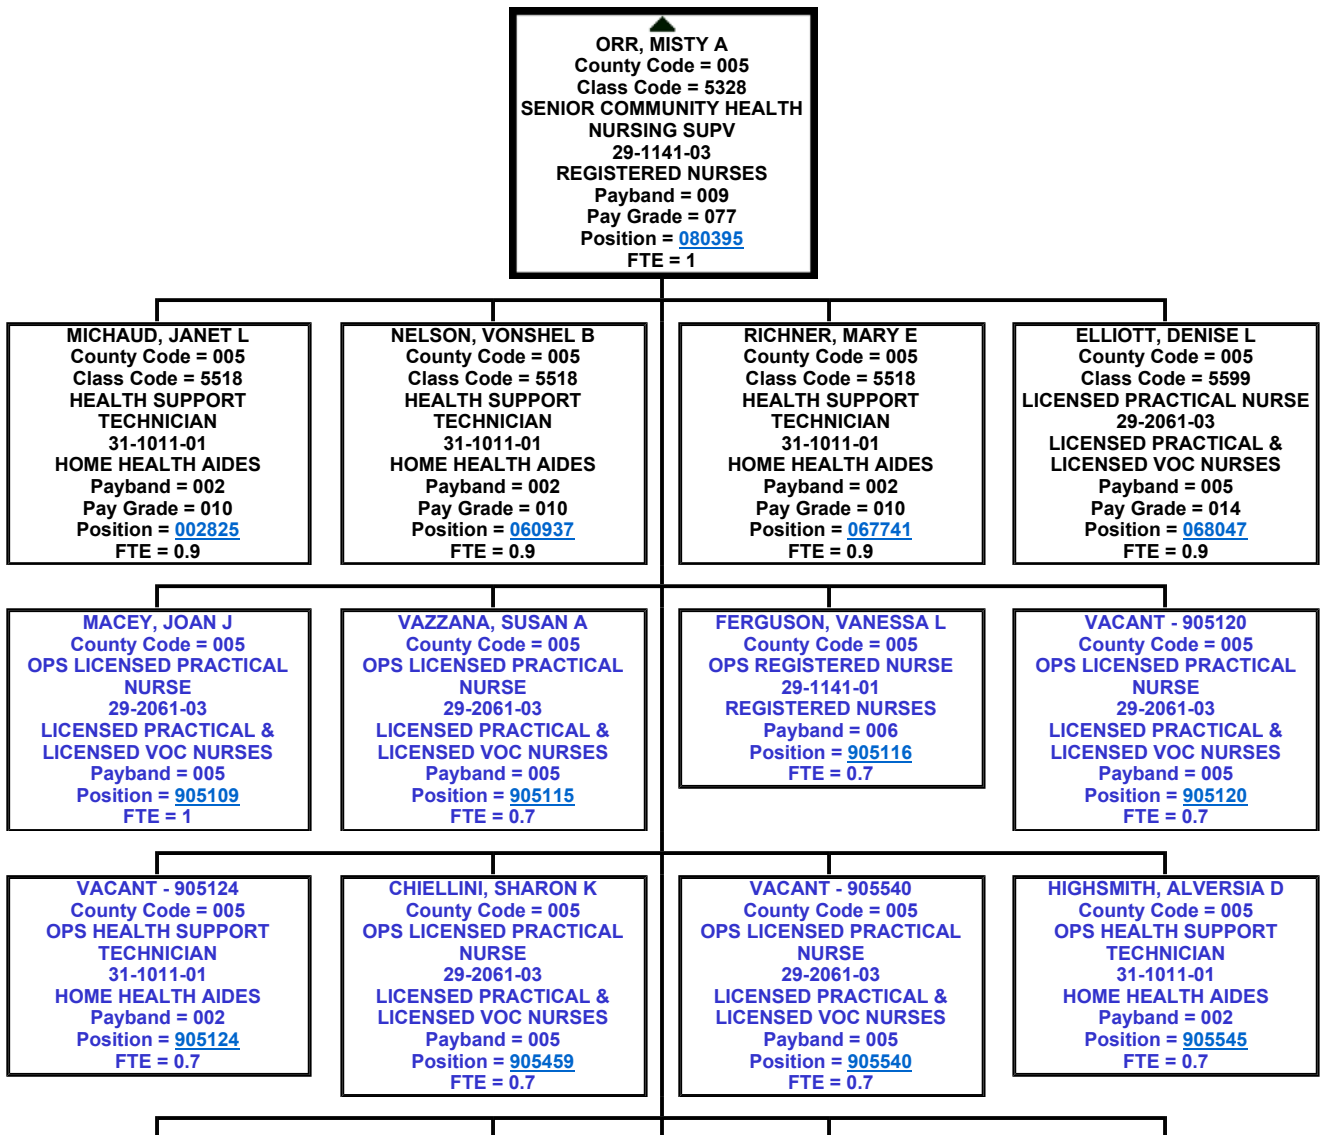 ORR, MISTY A
County Code = 005
Class Code = 5328
SENIOR COMMUNITY HEALTH
NURSING SUPV
29-1141-03
REGISTERED NURSES
Payband = 009
Pay Grade = 077
Position = 080395
FTE = 1
MICHAUD, JANET L
County Code = 005
Class Code = 5518
HEALTH SUPPORT
TECHNICIAN
31-1011-01
HOME HEALTH AIDES
Payband = 002
Pay Grade = 010
Position = 002825
FTE = 0.9
NELSON, VONSHEL B
County Code = 005
Class Code = 5518
HEALTH SUPPORT
TECHNICIAN
31-1011-01
HOME HEALTH AIDES
Payband = 002
Pay Grade = 010
Position = 060937
FTE = 0.9
RICHNER, MARY E
County Code = 005
Class Code = 5518
HEALTH SUPPORT
TECHNICIAN
31-1011-01
HOME HEALTH AIDES
Payband = 002
Pay Grade = 010
Position = 067741
FTE = 0.9
ELLIOTT, DENISE L
County Code = 005
Class Code = 5599
LICENSED PRACTICAL NURSE
29-2061-03
LICENSED PRACTICAL &
LICENSED VOC NURSES
Payband = 005
Pay Grade = 014
Position = 068047
FTE = 0.9
MACEY, JOAN J
County Code = 005
OPS LICENSED PRACTICAL
NURSE
29-2061-03
LICENSED PRACTICAL &
LICENSED VOC NURSES
Payband = 005
Position = 905109
FTE = 1
VAZZANA, SUSAN A
County Code = 005
OPS LICENSED PRACTICAL
NURSE
29-2061-03
LICENSED PRACTICAL &
LICENSED VOC NURSES
Payband = 005
Position = 905115
FTE = 0.7
FERGUSON, VANESSA L
County Code = 005
OPS REGISTERED NURSE
29-1141-01
REGISTERED NURSES
Payband = 006
Position = 905116
FTE = 0.7
VACANT - 905120
County Code = 005
OPS LICENSED PRACTICAL
NURSE
29-2061-03
LICENSED PRACTICAL &
LICENSED VOC NURSES
Payband = 005
Position = 905120
FTE = 0.7
VACANT - 905124
County Code = 005
OPS HEALTH SUPPORT
TECHNICIAN
31-1011-01
HOME HEALTH AIDES
Payband = 002
Position = 905124
FTE = 0.7
CHIELLINI, SHARON K
County Code = 005
OPS LICENSED PRACTICAL
NURSE
29-2061-03
LICENSED PRACTICAL &
LICENSED VOC NURSES
Payband = 005
Position = 905459
FTE = 0.7
VACANT - 905540
County Code = 005
OPS LICENSED PRACTICAL
NURSE
29-2061-03
LICENSED PRACTICAL &
LICENSED VOC NURSES
Payband = 005
Position = 905540
FTE = 0.7
HIGHSMITH, ALVERSIA D
County Code = 005
OPS HEALTH SUPPORT
TECHNICIAN
31-1011-01
HOME HEALTH AIDES
Payband = 002
Position = 905545
FTE = 0.7